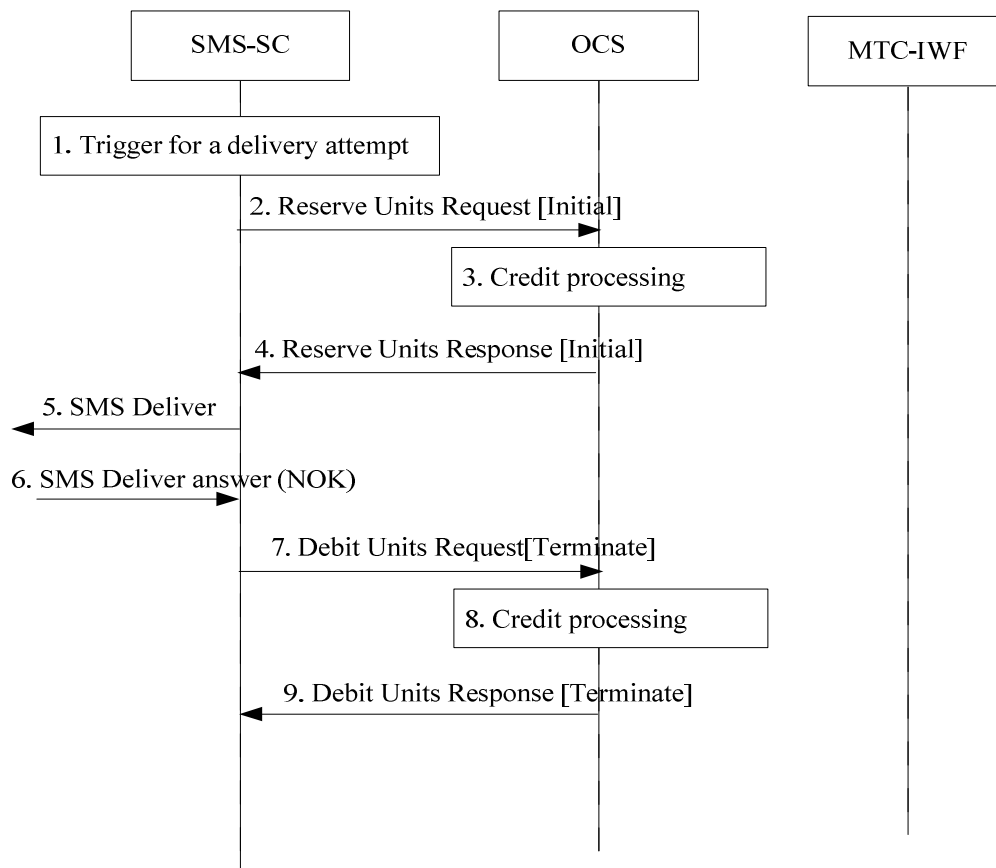 SMS-SC
OCS
MTC-IWF
1. Trigger for a delivery attempt
2. Reserve Units Request [Initial]
3. Credit processing
4. Reserve Units Response [Initial]
5. SMS Deliver
6. SMS Deliver answer (NOK)
7. Debit Units Request[Terminate]
8. Credit processing
9. Debit Units Response [Terminate]